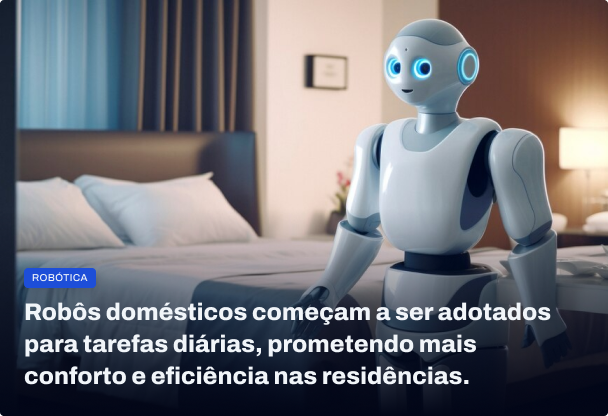 ROBÓTICA
Robôs domésticos começam a ser adotados
para tarefas diárias, prometendo mais
conforto e eficiência nas residências.